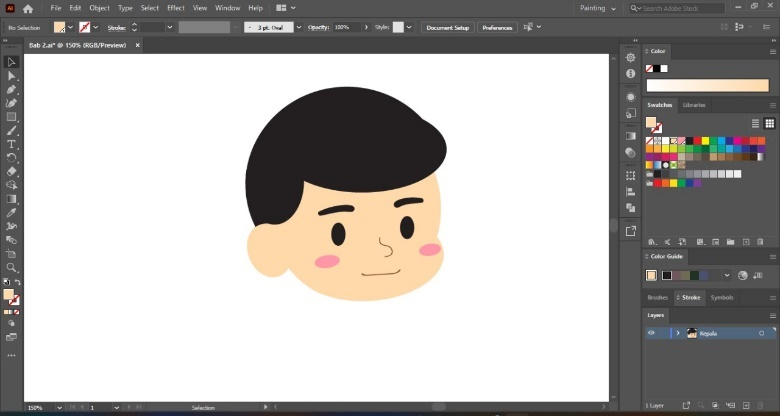 Ai File Edit Object Type Select Effect View Window Help Painting Search Adobe Stock
No Selection Stroke: 3 pt. Oval Opacity: 100% Style: Document Setup Preferences
Bab 2.ai* @ 150% (RGB/Preview) ×
Color
Swatches Libraries
Color Guide
Brushes Stroke Symbols
Layers
Kepala
1 Layer
150% 1 Selection